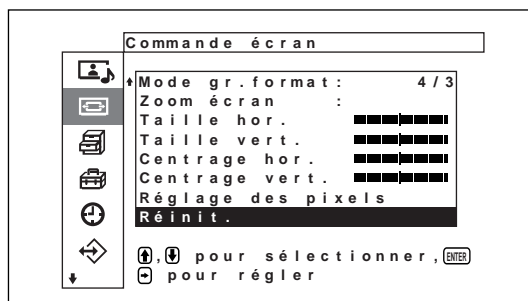 Commande écran
Mode gr.format: 4/3
Zoom écran :
Taille hor.
Taille vert.
Centrage hor.
Centrage vert.
Réglage des pixels
Réinit.
, pour sélectionner, ENTER
pour régler